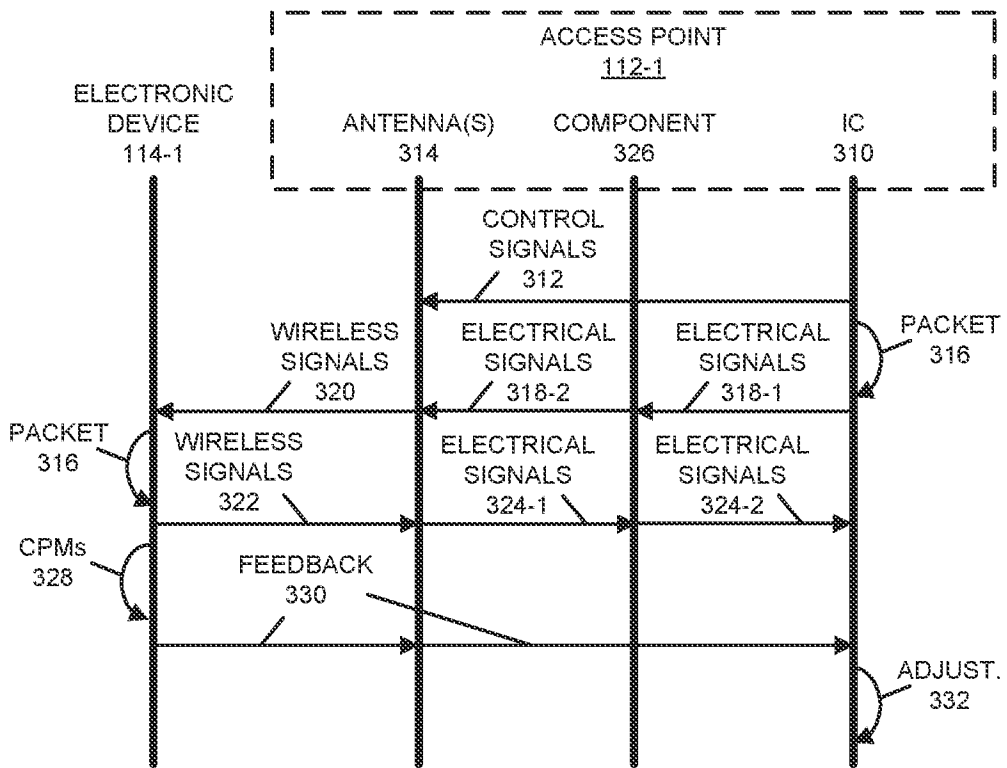 ACCESS POINT
112-1
ELECTRONIC
DEVICE
114-1
ANTENNA(S)
314
COMPONENT
326
IC
310
CONTROL
SIGNALS
312
PACKET
316
WIRELESS
SIGNALS
320
ELECTRICAL
SIGNALS
318-2
ELECTRICAL
SIGNALS
318-1
PACKET
316
WIRELESS
SIGNALS
322
ELECTRICAL
SIGNALS
324-1
ELECTRICAL
SIGNALS
324-2
CPMs
328
FEEDBACK
330
ADJUST.
332